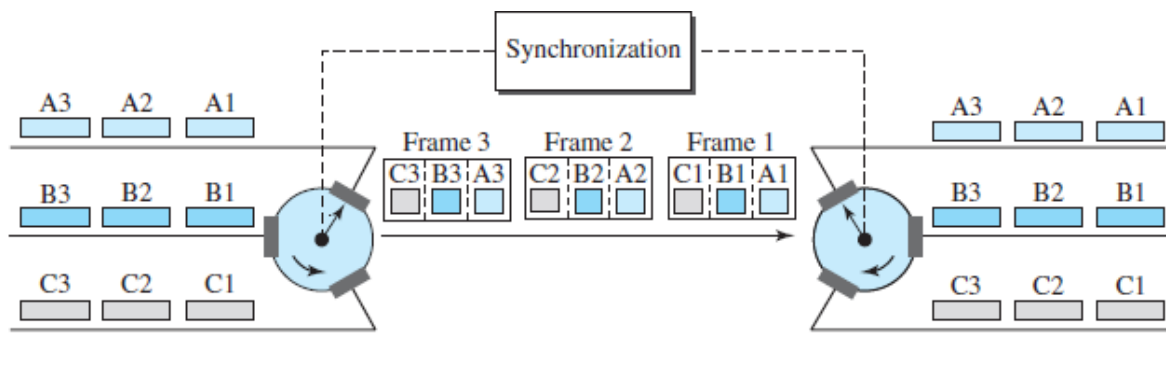 Synchronization
A3 A2 A1
Frame 3 Frame 2 Frame 1
A3 A2 A1
C3 B3 A3 C2 B2 A2 C1 B1 A1
B3 B2 B1
B3 B2 B1
C3 C2 C1
C3 C2 C1